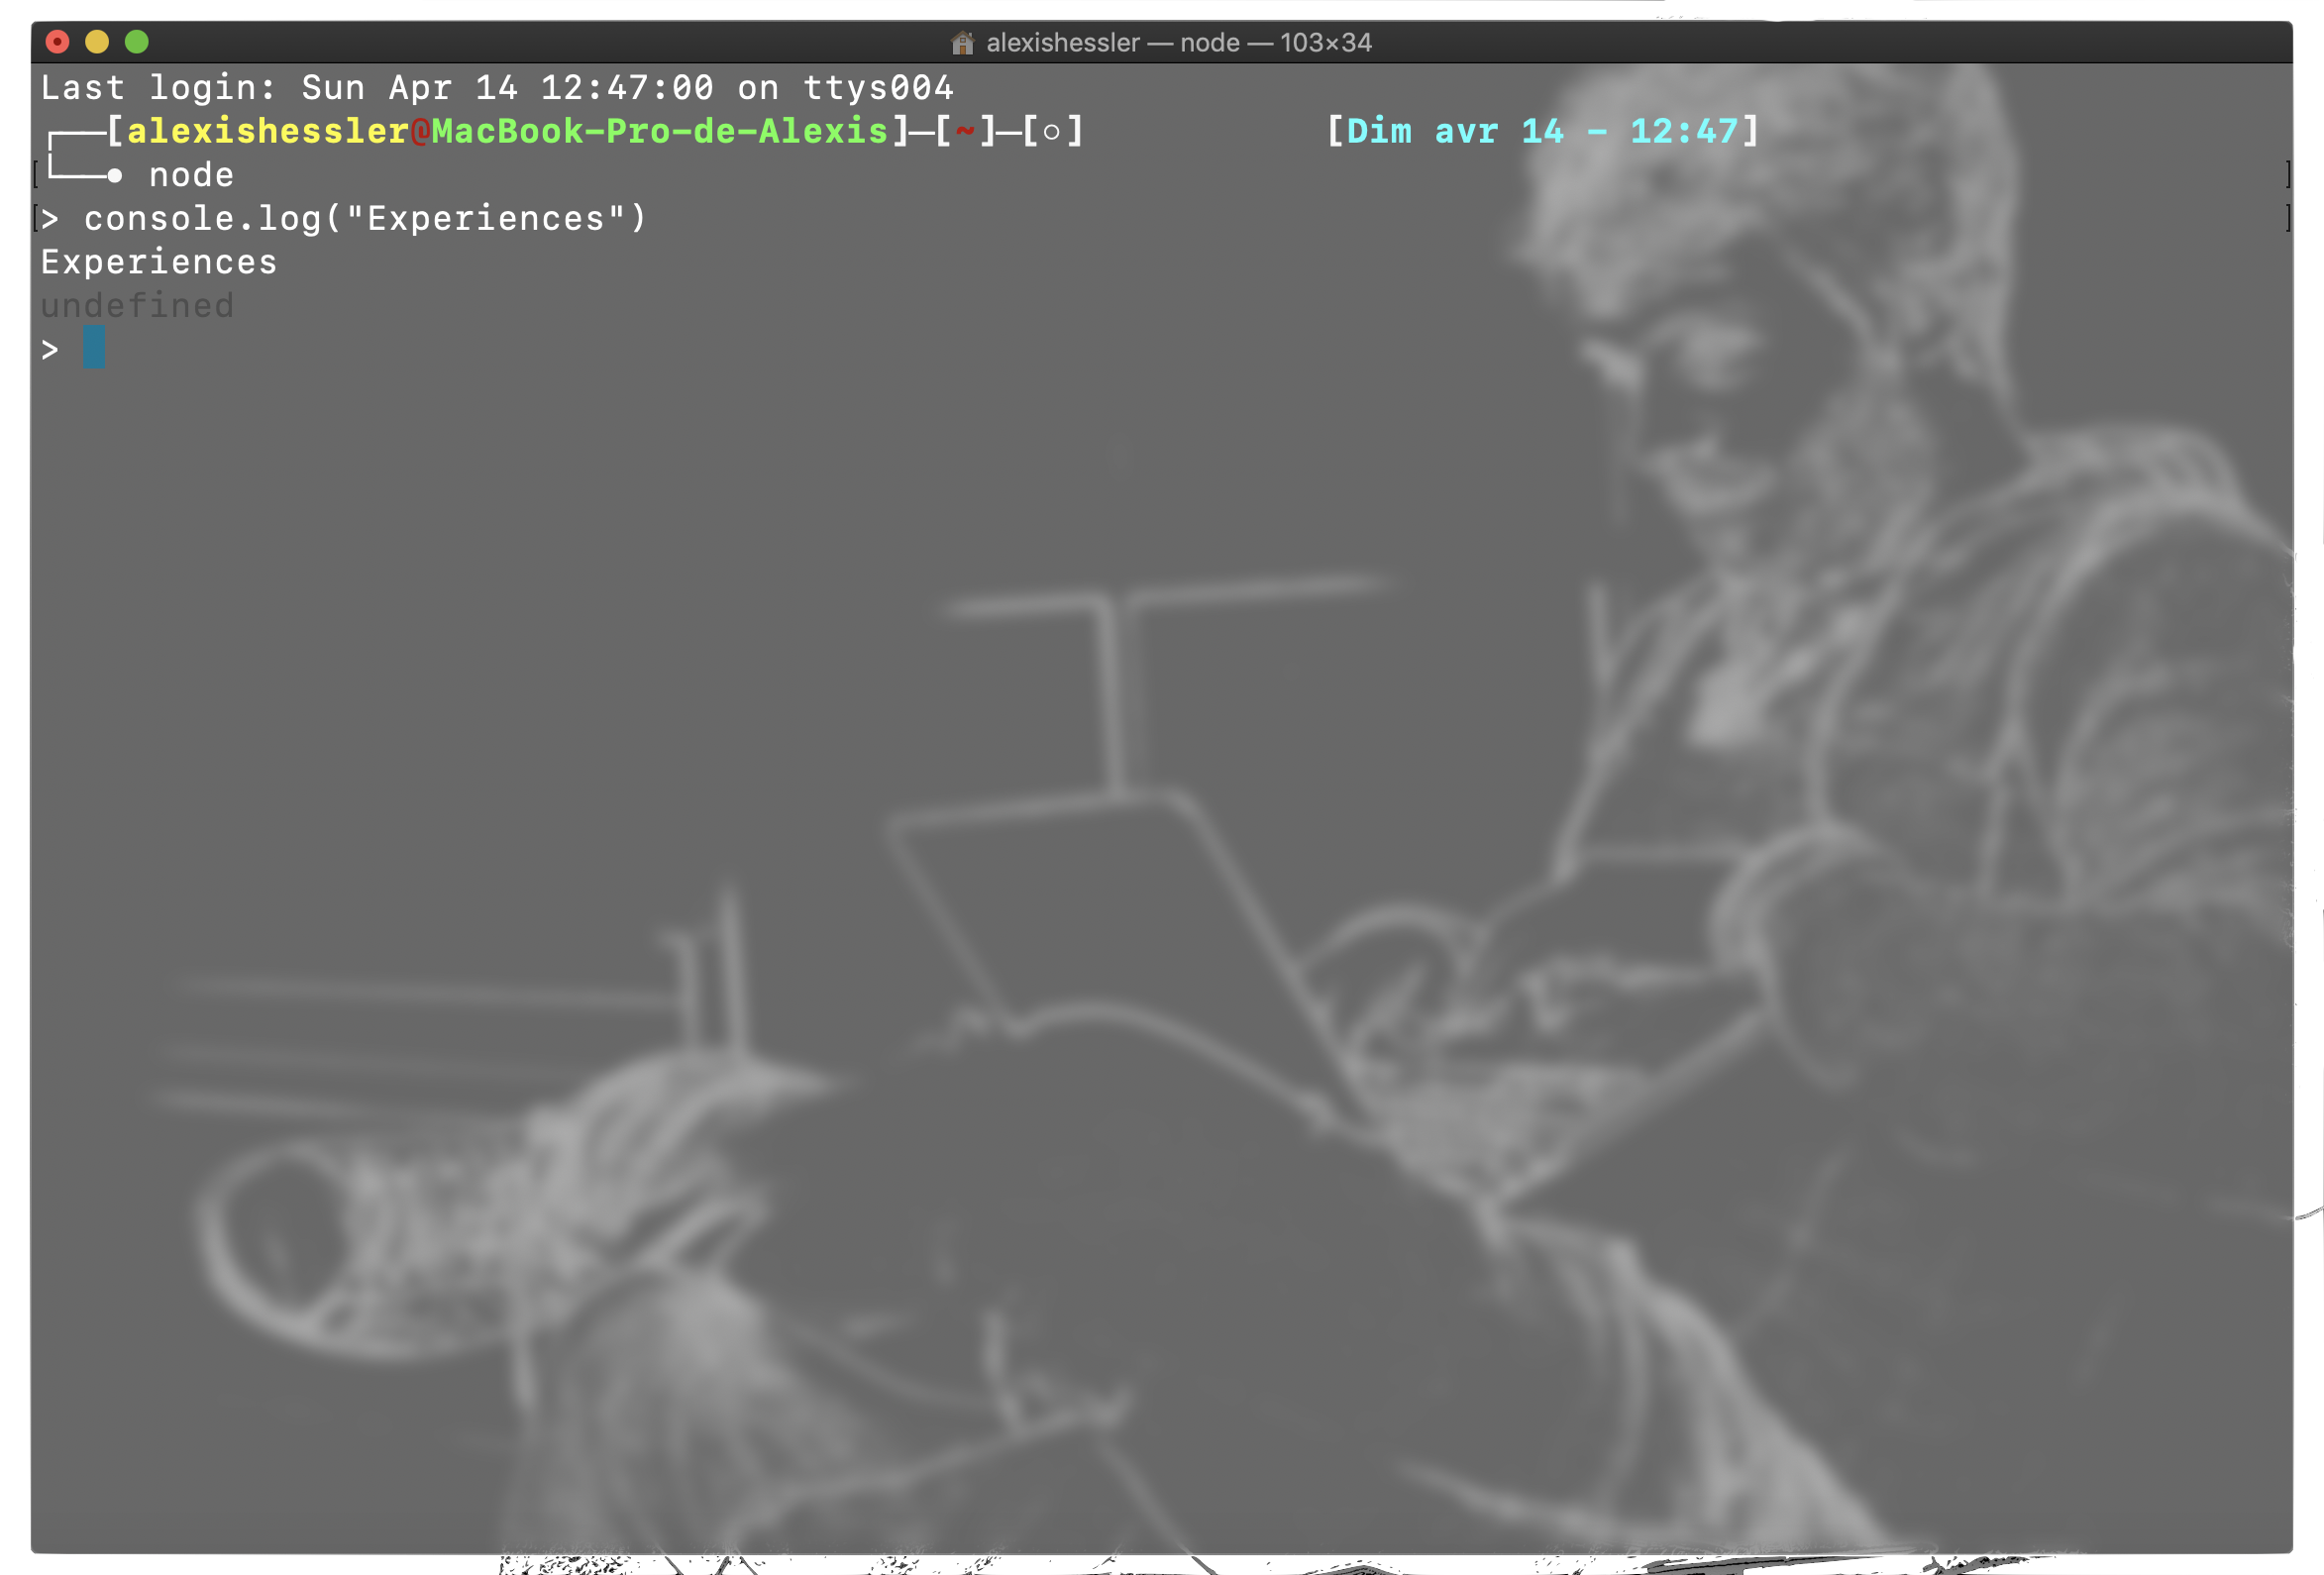 alexishessler — node — 103×34
Last login: Sun Apr 14 12:47:00 on ttys004
┌──[alexishessler@MacBook-Pro-de-Alexis]─[~]─[○] [Dim avr 14 - 12:47]
[└──● node ]
[> console.log("Experiences") ]
Experiences
undefined
>